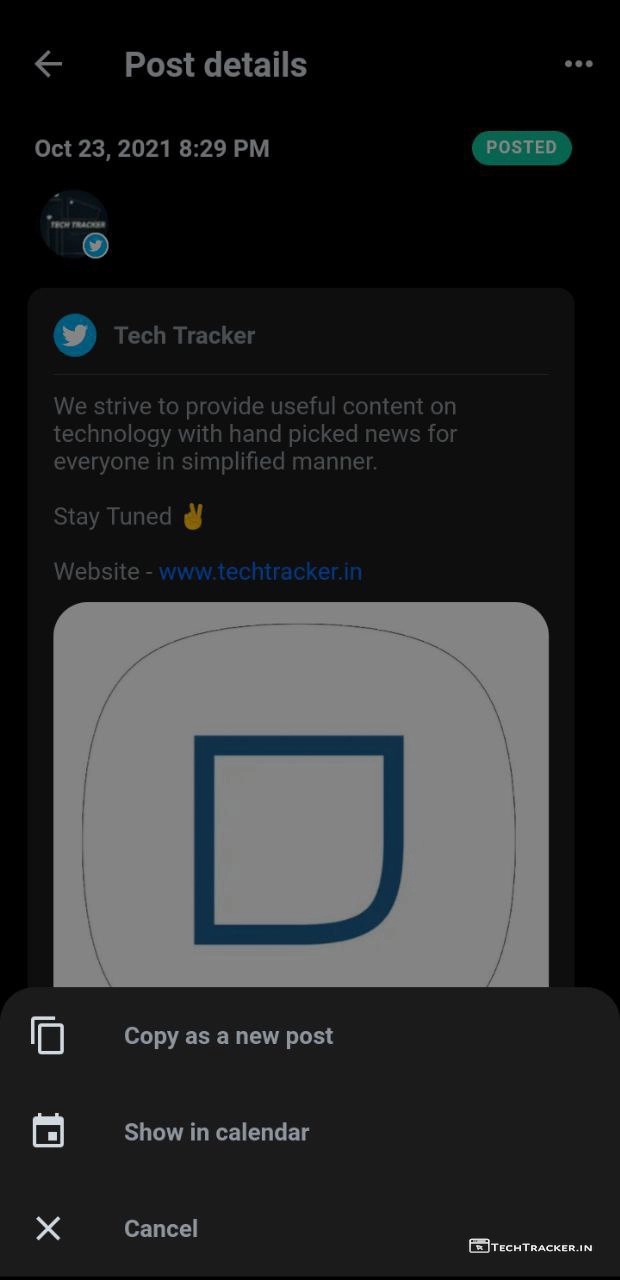 Post details
Oct 23, 2021 8:29 PM
POSTED
TECH TRACKER
Tech Tracker
We strive to provide useful content on
technology with hand picked news for
everyone in simplified manner.
Stay Tuned ✌
Website - www.techtracker.in
Copy as a new post
Show in calendar
Cancel
TECHTRACKER.IN